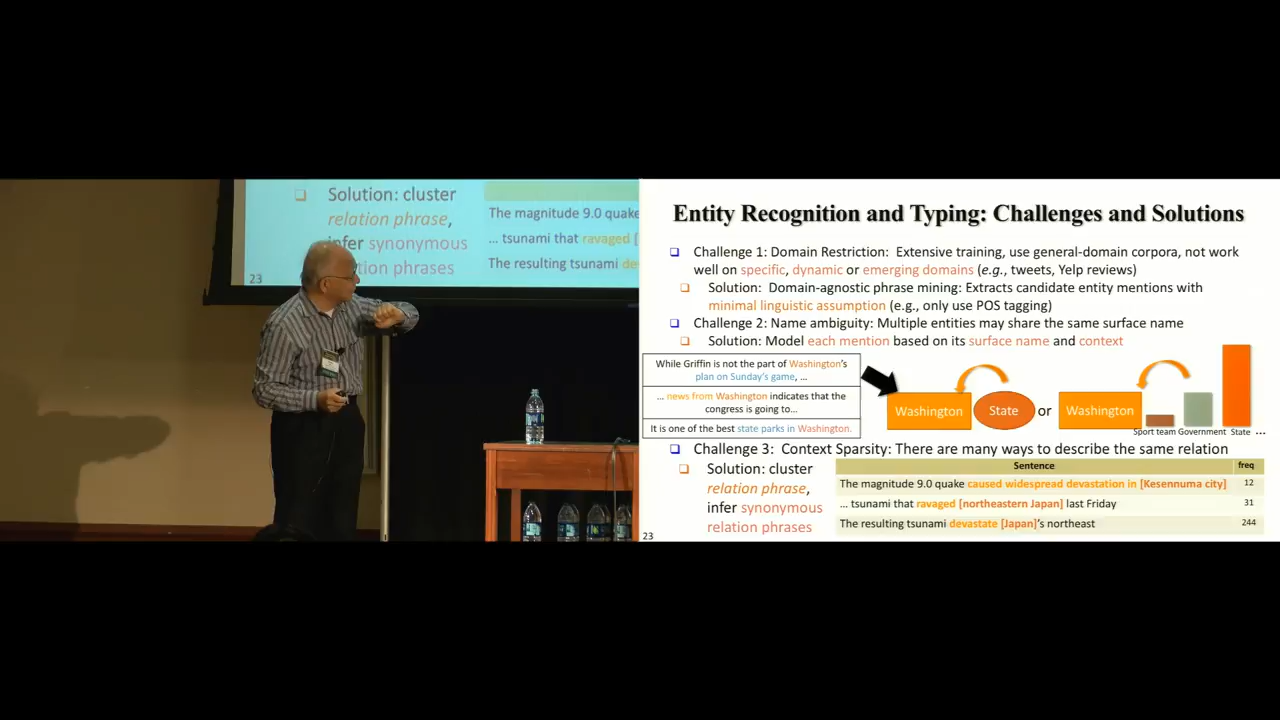 Solution: cluster
relation phrase,
infer synonymous
tion phrases
The magnitude 9.0 quake
... tsunami that ravaged [
The resulting tsunami de
23
Entity Recognition and Typing: Challenges and Solutions
Challenge 1: Domain Restriction: Extensive training, use general-domain corpora, not work
well on specific, dynamic or emerging domains (e.g., tweets, Yelp reviews)
Solution: Domain-agnostic phrase mining: Extracts candidate entity mentions with
minimal linguistic assumption (e.g., only use POS tagging)
Challenge 2: Name ambiguity: Multiple entities may share the same surface name
Solution: Model each mention based on its surface name and context
While Griffin is not the part of Washington's
plan on Sunday's game, ...
... news from Washington indicates that the
congress is going to...
It is one of the best state parks in Washington.
Washington State or Washington
Sport team Government State ...
Challenge 3: Context Sparsity: There are many ways to describe the same relation
Solution: cluster
relation phrase,
infer synonymous
relation phrases
Sentence freq
The magnitude 9.0 quake caused widespread devastation in [Kesennuma city] 12
... tsunami that ravaged [northeastern Japan] last Friday 31
The resulting tsunami devastate [Japan]'s northeast 244
23